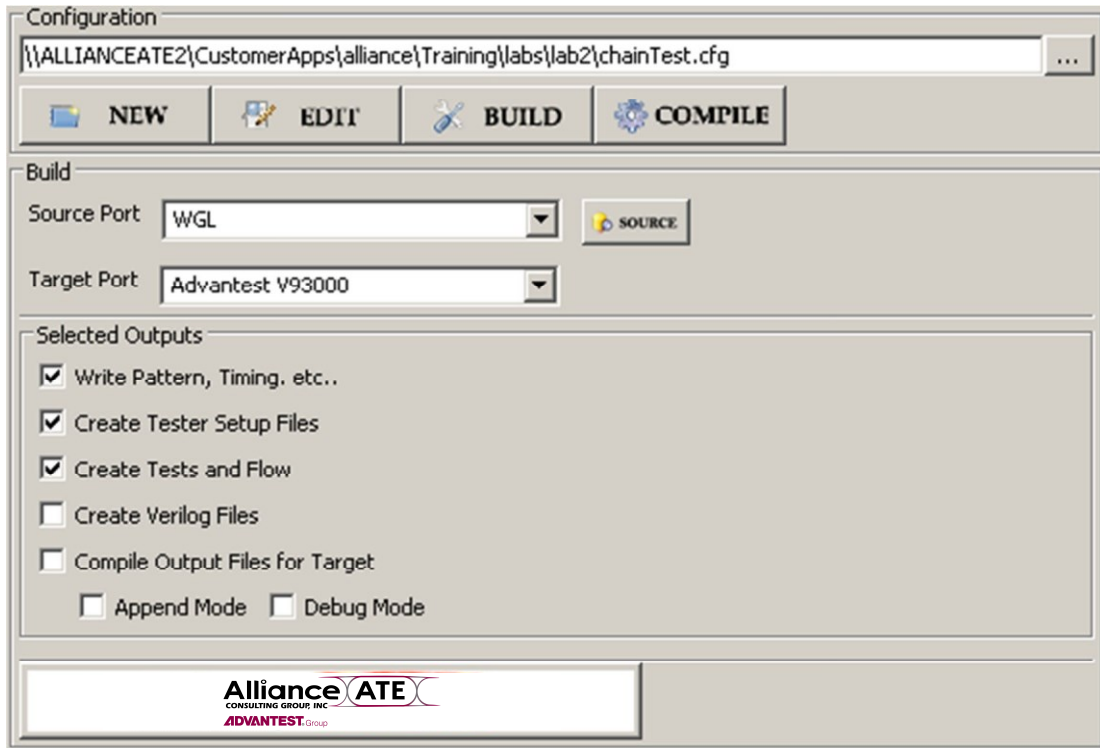 Configuration
\\ALLIANCEATE2\CustomerApps\alliance\Training\labs\lab2\chainTest.cfg ...
NEW EDIT BUILD COMPILE
Build
Source Port WGL SOURCE
Target Port Advantest V93000
Selected Outputs
Write Pattern, Timing. etc..
Create Tester Setup Files
Create Tests and Flow
Create Verilog Files
Compile Output Files for Target
Append Mode Debug Mode
Alliance ATE
CONSULTING GROUP, INC
ADVANTEST Group